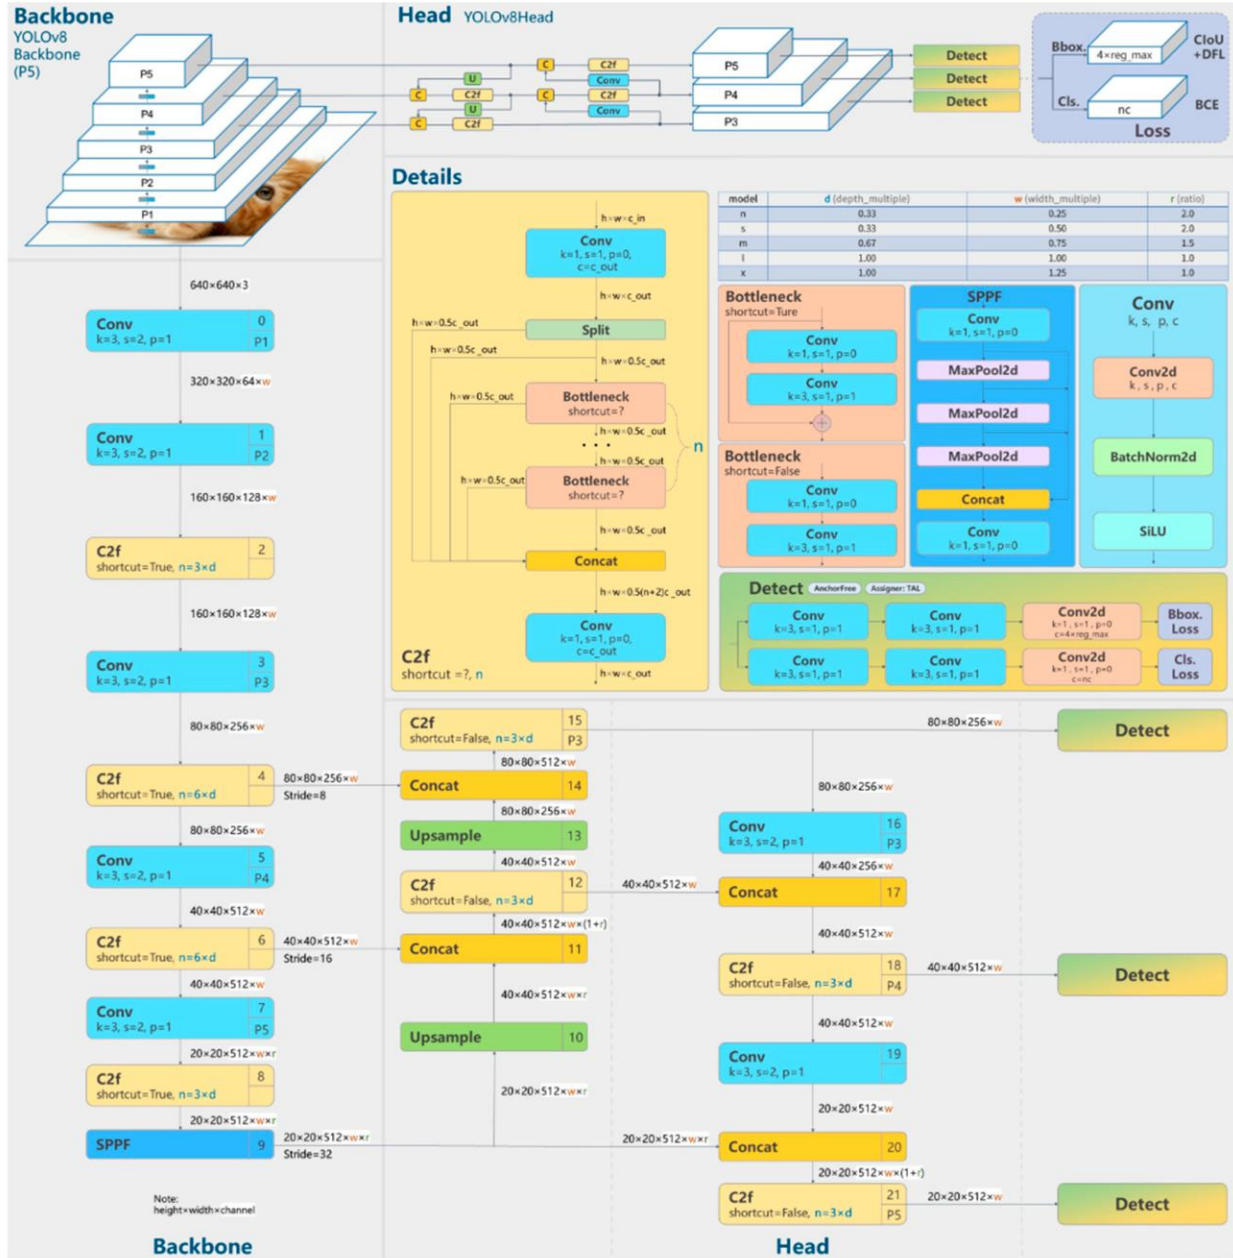 Backbone
YOLOv8
Backbone
(P5)
P5
P4
P3
P2
P1
Head YOLOv8Head
U
C
C2f
U
C
C2f
C
C2f
Conv
C
C2f
Conv
P5
P4
P3
Detect
Detect
Detect
Bbox.
4×reg_max
CIoU
+DFL
Cls.
nc
BCE
Loss
640×640×3
Conv 0
k=3, s=2, p=1 P1
320×320×64×w
Conv 1
k=3, s=2, p=1 P2
160×160×128×w
C2f 2
shortcut=True, n=3×d
160×160×128×w
Conv 3
k=3, s=2, p=1 P3
80×80×256×w
C2f 4
shortcut=True, n=6×d
80×80×256×w
Stride=8
80×80×256×w
Conv 5
k=3, s=2, p=1 P4
40×40×512×w
C2f 6
shortcut=True, n=6×d
40×40×512×w
Stride=16
40×40×512×w
Conv 7
k=3, s=2, p=1 P5
20×20×512×w×r
C2f 8
shortcut=True, n=3×d
20×20×512×w×r
SPPF 9
20×20×512×w×r
Stride=32
Note:
height×width×channel
Backbone
Details
h×w×c_in
Conv
k=1, s=1, p=0,
c=c_out
h×w×c_out
h×w×0.5c_out
Split
h×w×0.5c_out
h×w×0.5c_out
h×w×0.5c_out
Bottleneck
shortcut=?
h×w×0.5c_out
• • •
n
h×w×0.5c_out
h×w×0.5c_out
Bottleneck
shortcut=?
h×w×0.5c_out
Concat
h×w×0.5(n+2)c_out
Conv
k=1, s=1, p=0,
c=c_out
C2f
shortcut =?, n
h×w×c_out
model d (depth_multiple) w (width_multiple) r (ratio)
n 0.33 0.25 2.0
s 0.33 0.50 2.0
m 0.67 0.75 1.5
l 1.00 1.00 1.0
x 1.00 1.25 1.0
Bottleneck
shortcut=Ture
Conv
k=1, s=1, p=0
Conv
k=3, s=1, p=1
+
Bottleneck
shortcut=False
Conv
k=1, s=1, p=0
Conv
k=3, s=1, p=1
SPPF
Conv
k=1, s=1, p=0
MaxPool2d
MaxPool2d
MaxPool2d
Concat
Conv
k=1, s=1, p=0
Conv
k, s, p, c
Conv2d
k, s, p, c
BatchNorm2d
SiLU
Detect AnchorFree Assigner: TAL
Conv
k=3, s=1, p=1
Conv
k=3, s=1, p=1
Conv2d
k=1, s=1, p=0
c=4×reg_max
Bbox.
Loss
Conv
k=3, s=1, p=1
Conv
k=3, s=1, p=1
Conv2d
k=1, s=1, p=0
c=nc
Cls.
Loss
C2f 15
shortcut=False, n=3×d P3
80×80×256×w
Detect
80×80×512×w
Concat 14
80×80×256×w
Upsample 13
40×40×512×w
C2f 12
shortcut=False, n=3×d
40×40×512×w
40×40×512×w×(1+r)
Concat 11
40×40×512×w×r
Upsample 10
20×20×512×w×r
20×20×512×w×r
80×80×256×w
Conv 16
k=3, s=2, p=1 P3
40×40×256×w
Concat 17
40×40×512×w
C2f 18
shortcut=False, n=3×d P4
40×40×512×w
Detect
40×40×512×w
Conv 19
k=3, s=2, p=1
20×20×512×w
Concat 20
20×20×512×w×(1+r)
C2f 21
shortcut=False, n=3×d P5
20×20×512×w
Detect
Head